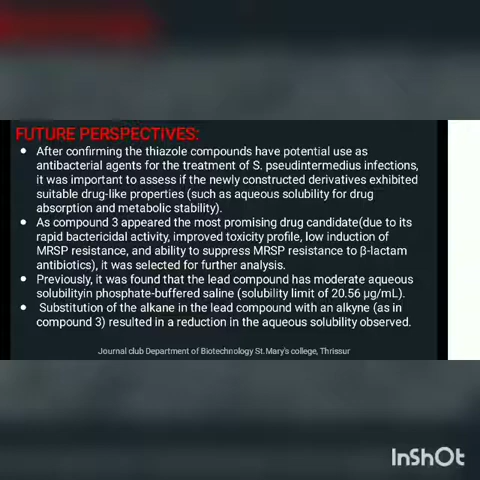 FUTURE PERSPECTIVES:
● After confirming the thiazole compounds have potential use as
antibacterial agents for the treatment of S. pseudintermedius infections,
it was important to assess if the newly constructed derivatives exhibited
suitable drug-like properties (such as aqueous solubility for drug
absorption and metabolic stability).
● As compound 3 appeared the most promising drug candidate(due to its
rapid bactericidal activity, improved toxicity profile, low induction of
MRSP resistance, and ability to suppress MRSP resistance to β-lactam
antibiotics), it was selected for further analysis.
● Previously, it was found that the lead compound has moderate aqueous
solubilityin phosphate-buffered saline (solubility limit of 20.56 μg/mL).
● Substitution of the alkane in the lead compound with an alkyne (as in
compound 3) resulted in a reduction in the aqueous solubility observed.
Journal club Department of Biotechnology St.Mary's college, Thrissur
InShOt